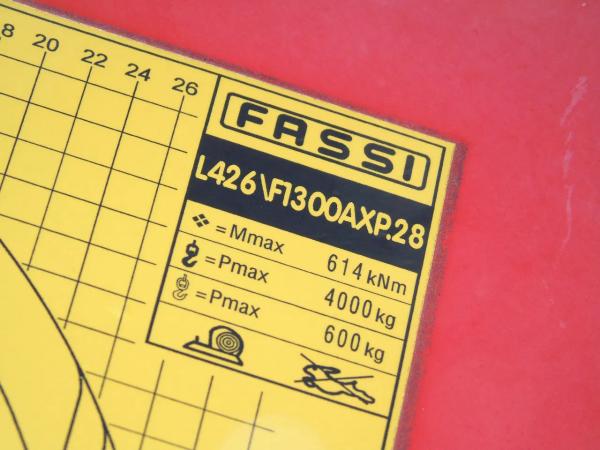 8 20 22 24 26
FASSI
L426\F1300AXP.28
=Mmax 614 kNm
=Pmax 4000 kg
=Pmax 600 kg